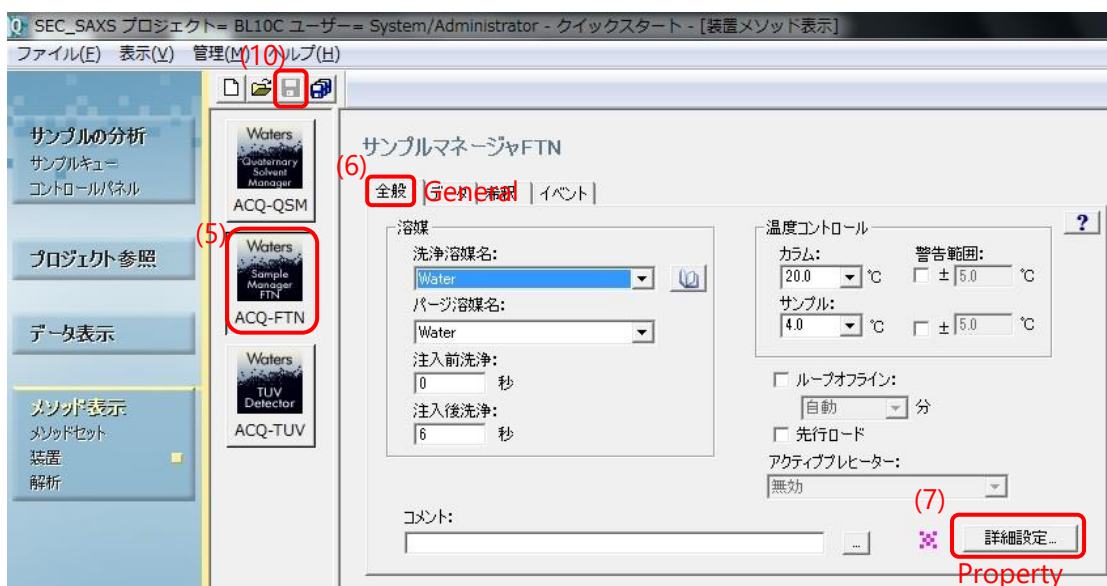 SEC_SAXS プロジェクト= BL10C ユーザー= System/Administrator - クイックスタート - [装置メソッド表示]
ファイル(F) 表示(V) 管理(M) ヘルプ(H)
(10)
サンプルの分析
サンプルキュー
コントロールパネル
プロジェクト参照
データ表示
メソッド表示
メソッドセット
装置
解析
Waters
Quaternary
Solvent
Manager
ACQ-QSM
(5)
Waters
Sample
Manager
FTN
ACQ-FTN
Waters
TUV
Detector
ACQ-TUV
サンプルマネージャFTN
(6)
全般 データ 希釈 イベント
General
溶媒
洗浄溶媒名:
Water
パージ溶媒名:
Water
注入前洗浄:
0 秒
注入後洗浄:
6 秒
温度コントロール
?
カラム: 警告範囲:
20.0 ℃ ± 5.0 ℃
サンプル:
4.0 ℃ ± 5.0 ℃
ループオフライン:
自動 分
先行ロード
アクティブプレヒーター:
無効
コメント:
...
(7)
詳細設定...
Property